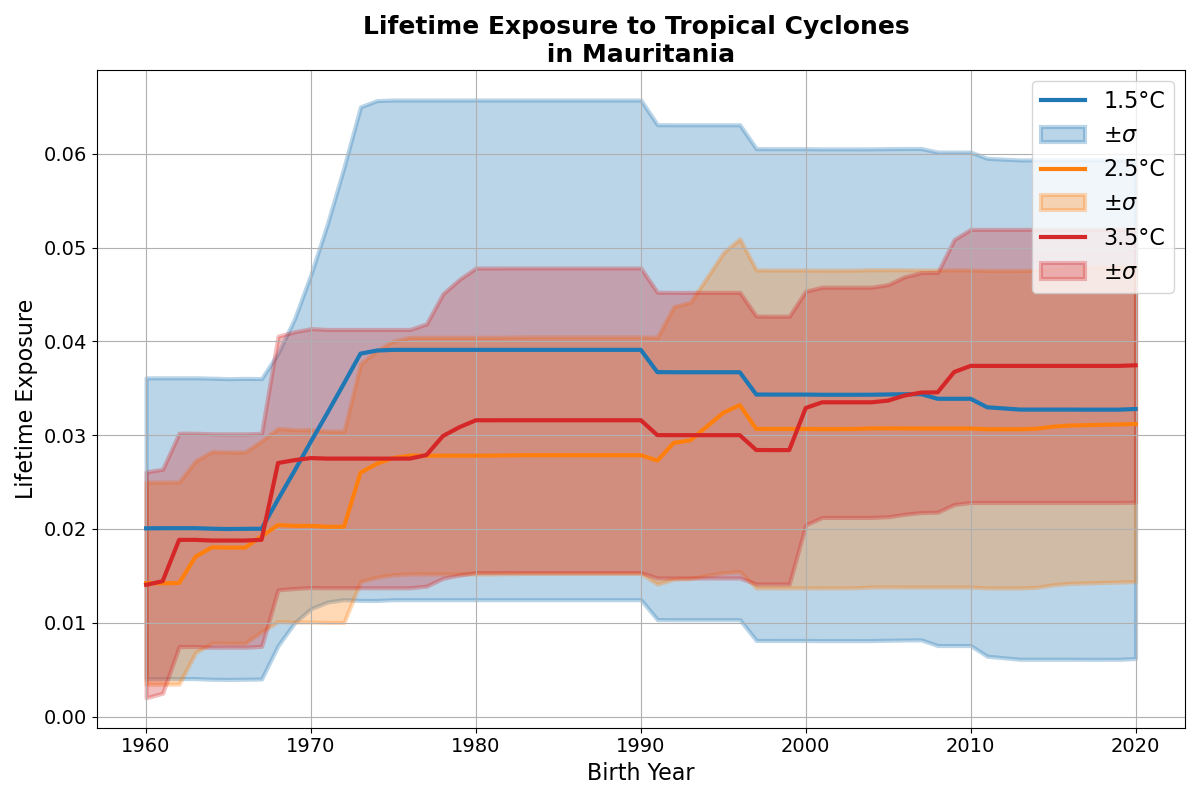 Lifetime Exposure to Tropical Cyclones
in Mauritania
Lifetime Exposure
0.06
0.05
0.04
0.03
0.02
0.01
0.00
1960 1970 1980 1990 2000 2010 2020
Birth Year
1.5°C
±σ
2.5°C
±σ
3.5°C
±σ